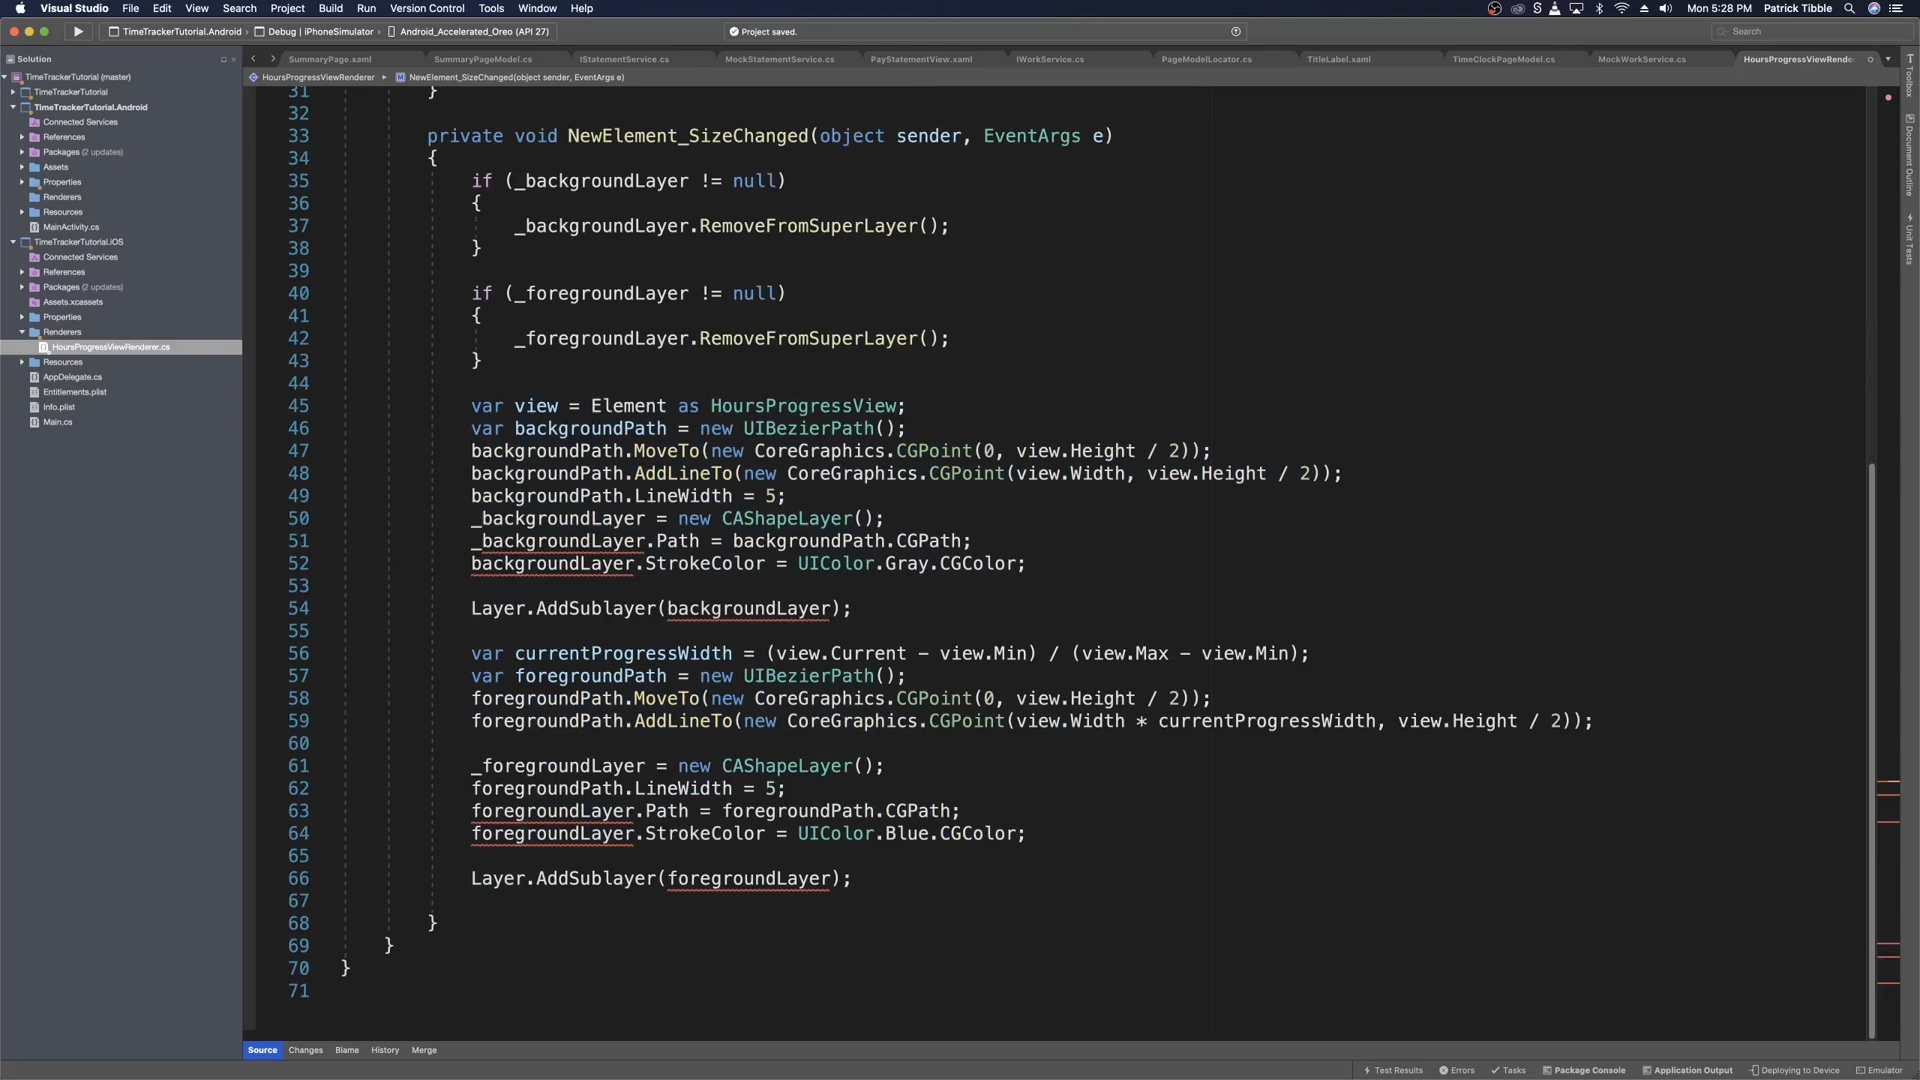 Visual Studio File Edit View Search Project Build Run Version Control Tools Window Help Mon 5:28 PM Patrick Tibble
TimeTrackerTutorial.Android › Debug | iPhoneSimulator › Android_Accelerated_Oreo (API 27) Project saved. Search
Solution
SummaryPage.xaml SummaryPageModel.cs IStatementService.cs MockStatementService.cs PayStatementView.xaml IWorkService.cs PageModelLocator.cs TitleLabel.xaml TimeClockPageModel.cs MockWorkService.cs HoursProgressViewRendere
HoursProgressViewRenderer NewElement_SizeChanged(object sender, EventArgs e)
TimeTrackerTutorial (master)
TimeTrackerTutorial
TimeTrackerTutorial.Android
Connected Services
References
Packages (2 updates)
Assets
Properties
Renderers
Resources
MainActivity.cs
TimeTrackerTutorial.iOS
Connected Services
References
Packages (2 updates)
Assets.xcassets
Properties
Renderers
HoursProgressViewRenderer.cs
Resources
AppDelegate.cs
Entitlements.plist
Info.plist
Main.cs
31 }
32
33 private void NewElement_SizeChanged(object sender, EventArgs e)
34 {
35 if (_backgroundLayer != null)
36 {
37 _backgroundLayer.RemoveFromSuperLayer();
38 }
39
40 if (_foregroundLayer != null)
41 {
42 _foregroundLayer.RemoveFromSuperLayer();
43 }
44
45 var view = Element as HoursProgressView;
46 var backgroundPath = new UIBezierPath();
47 backgroundPath.MoveTo(new CoreGraphics.CGPoint(0, view.Height / 2));
48 backgroundPath.AddLineTo(new CoreGraphics.CGPoint(view.Width, view.Height / 2));
49 backgroundPath.LineWidth = 5;
50 _backgroundLayer = new CAShapeLayer();
51 _backgroundLayer.Path = backgroundPath.CGPath;
52 backgroundLayer.StrokeColor = UIColor.Gray.CGColor;
53
54 Layer.AddSublayer(backgroundLayer);
55
56 var currentProgressWidth = (view.Current - view.Min) / (view.Max - view.Min);
57 var foregroundPath = new UIBezierPath();
58 foregroundPath.MoveTo(new CoreGraphics.CGPoint(0, view.Height / 2));
59 foregroundPath.AddLineTo(new CoreGraphics.CGPoint(view.Width * currentProgressWidth, view.Height / 2));
60
61 _foregroundLayer = new CAShapeLayer();
62 foregroundPath.LineWidth = 5;
63 foregroundLayer.Path = foregroundPath.CGPath;
64 foregroundLayer.StrokeColor = UIColor.Blue.CGColor;
65
66 Layer.AddSublayer(foregroundLayer);
67
68 }
69 }
70 }
71
Toolbox
Document Outline
Unit Tests
Source Changes Blame History Merge
Test Results Errors Tasks Package Console Application Output Deploying to Device Emulator